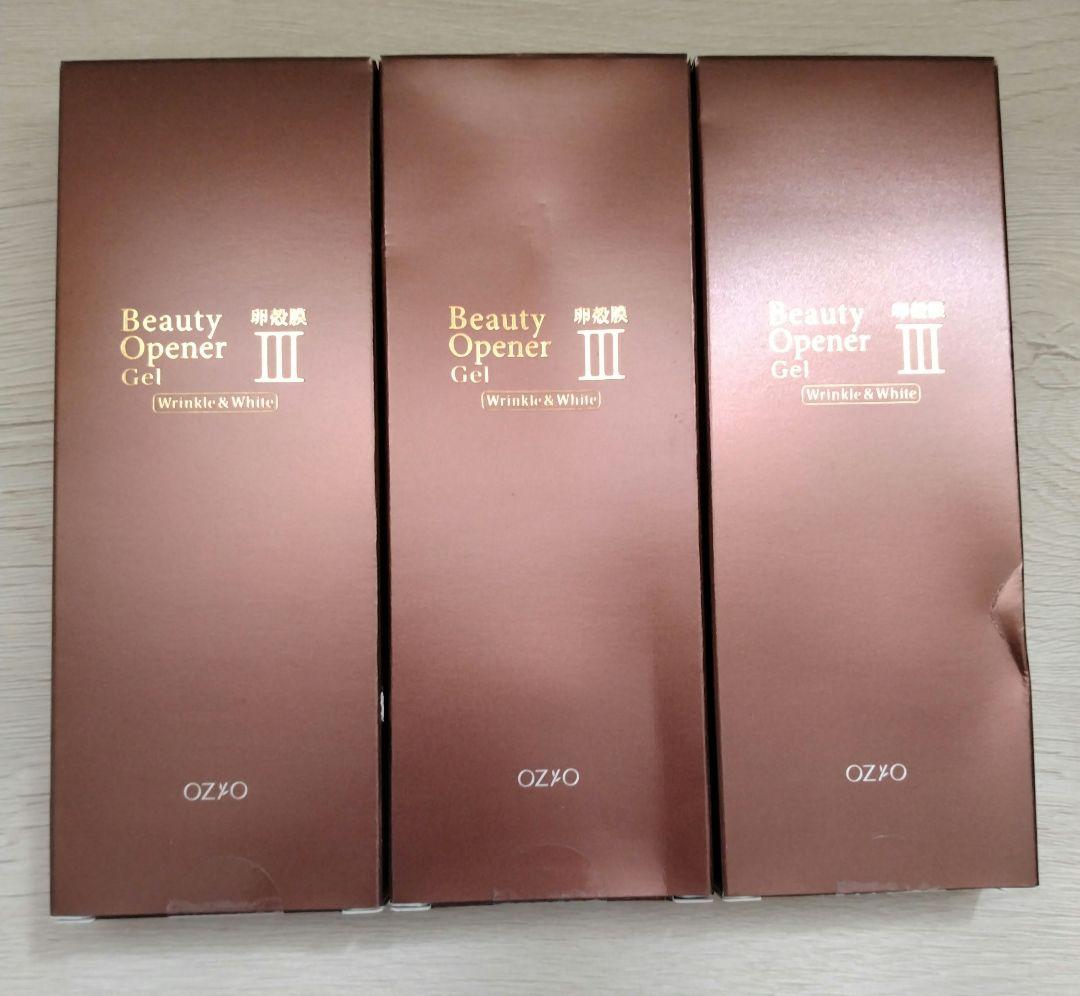 Beauty
Opener
Gel
卵殻膜
III
Wrinkle & White
OZIO
Beauty
Opener
Gel
卵殻膜
III
Wrinkle & White
OZIO
Beauty
Opener
Gel
卵殻膜
III
Wrinkle & White
OZIO